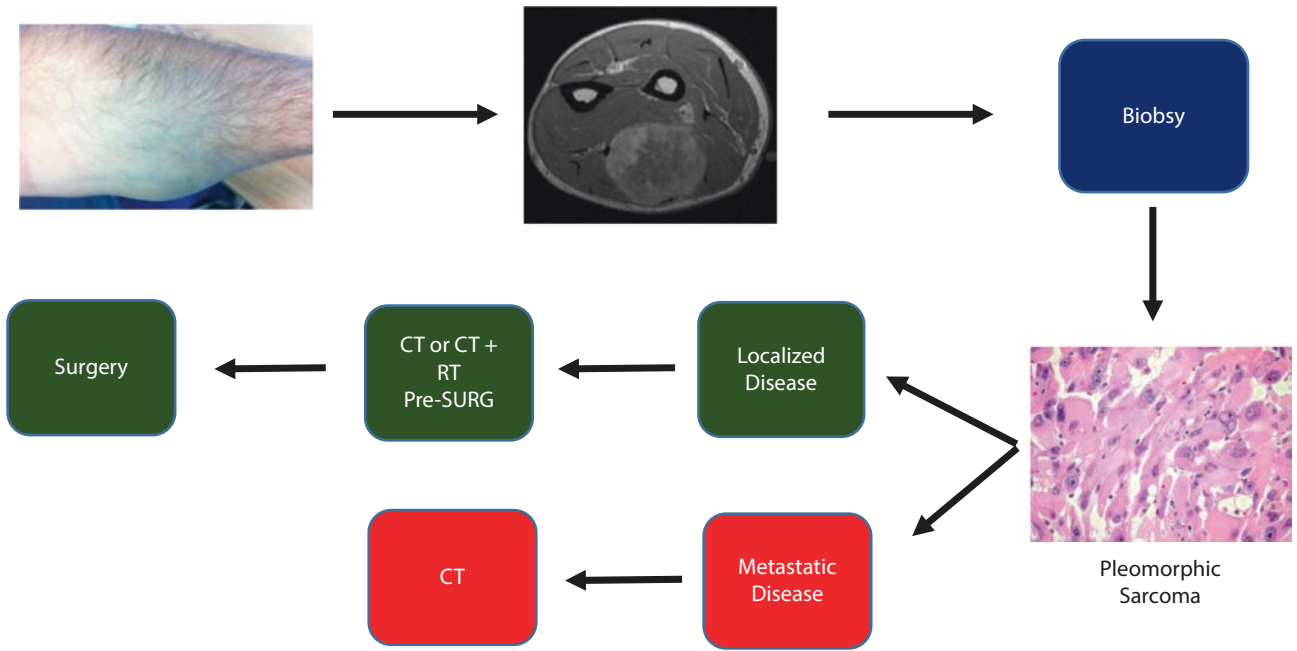 Biobsy
Surgery
CT or CT +
RT
Pre-SURG
Localized
Disease
CT
Metastatic
Disease
Pleomorphic
Sarcoma